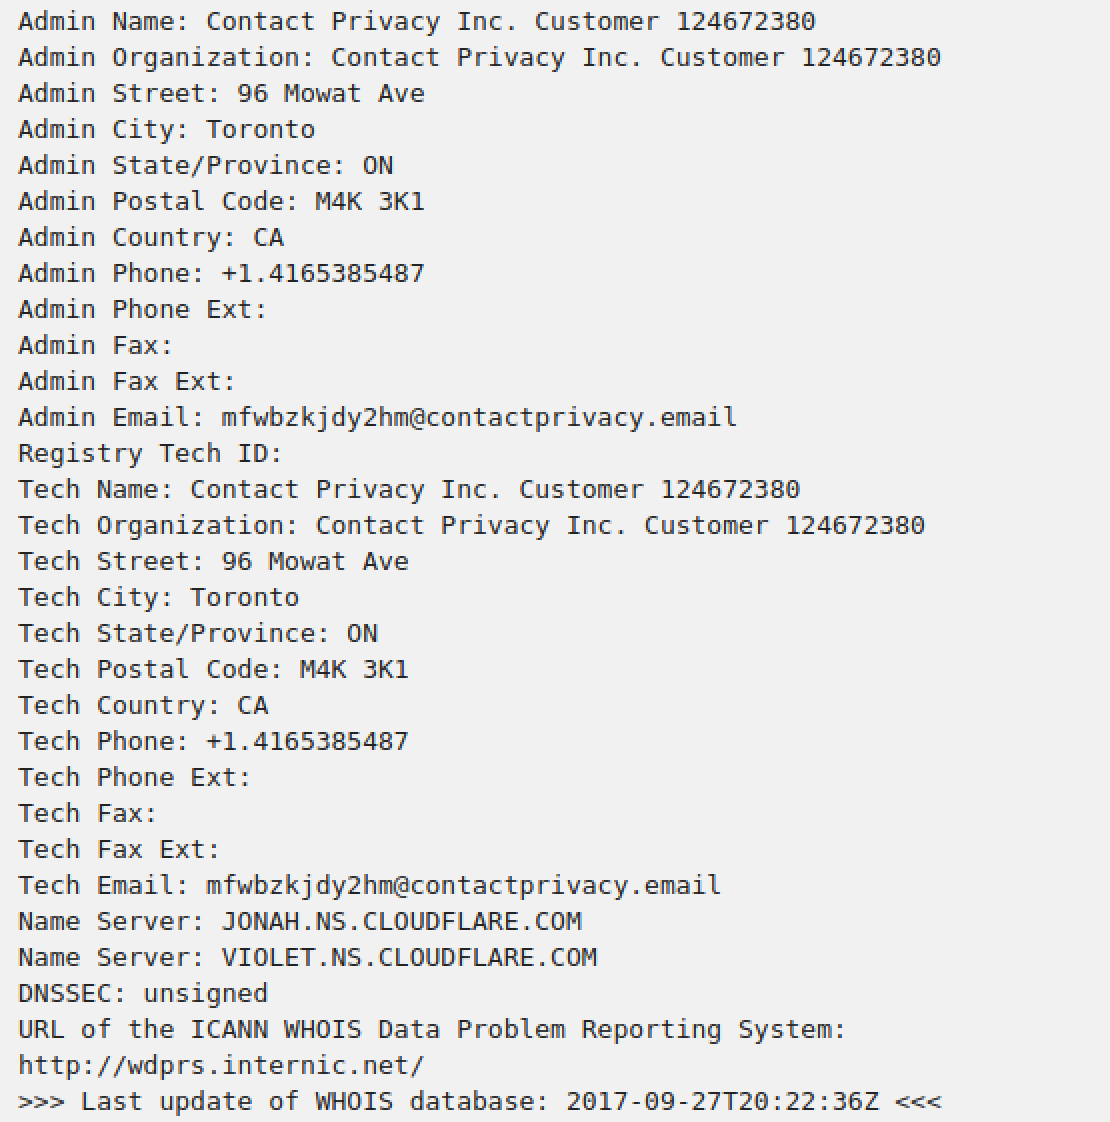 Admin Name: Contact Privacy Inc. Customer 124672380
Admin Organization: Contact Privacy Inc. Customer 124672380
Admin Street: 96 Mowat Ave
Admin City: Toronto
Admin State/Province: ON
Admin Postal Code: M4K 3K1
Admin Country: CA
Admin Phone: +1.4165385487
Admin Phone Ext:
Admin Fax:
Admin Fax Ext:
Admin Email: mfwbzkjdy2hm@contactprivacy.email
Registry Tech ID:
Tech Name: Contact Privacy Inc. Customer 124672380
Tech Organization: Contact Privacy Inc. Customer 124672380
Tech Street: 96 Mowat Ave
Tech City: Toronto
Tech State/Province: ON
Tech Postal Code: M4K 3K1
Tech Country: CA
Tech Phone: +1.4165385487
Tech Phone Ext:
Tech Fax:
Tech Fax Ext:
Tech Email: mfwbzkjdy2hm@contactprivacy.email
Name Server: JONAH.NS.CLOUDFLARE.COM
Name Server: VIOLET.NS.CLOUDFLARE.COM
DNSSEC: unsigned
URL of the ICANN WHOIS Data Problem Reporting System:
http://wdprs.internic.net/
>>> Last update of WHOIS database: 2017-09-27T20:22:36Z <<<